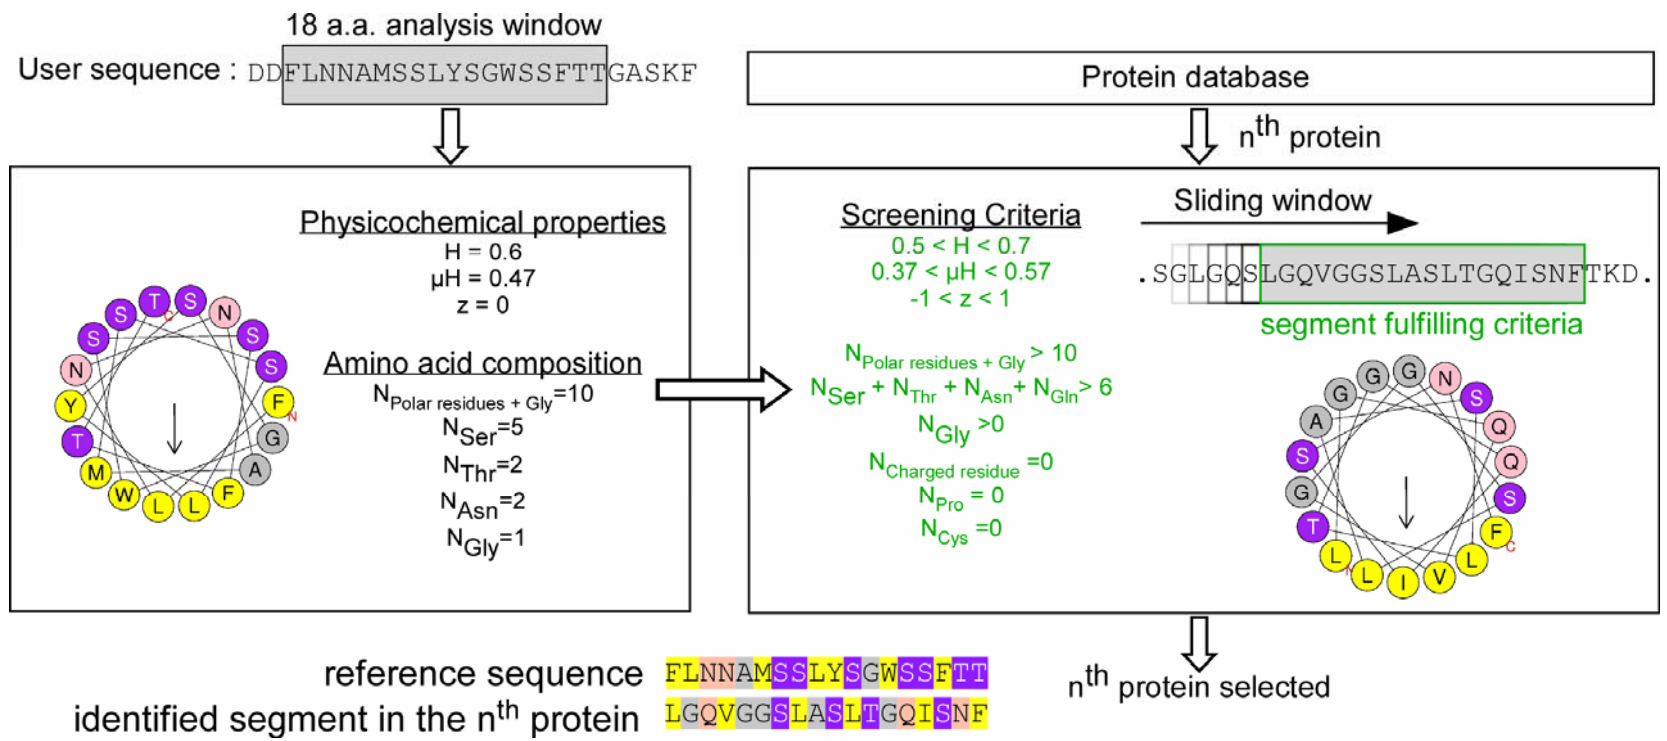 18 a.a. analysis window
User sequence : DDFLNNAMSSLYSGWSSFTTGASKF
Protein database
nth protein
Physicochemical properties
H = 0.6
µH = 0.47
z = 0
Amino acid composition
NPolar residues + Gly=10
NSer=5
NThr=2
NAsn=2
NGly=1
T
S
N
S
S
F
N
G
A
F
L
L
W
M
T
Y
N
S
S
C
Screening Criteria
0.5 < H < 0.7
0.37 < µH < 0.57
-1 < z < 1
NPolar residues + Gly > 10
NSer + NThr + NAsn + NGln > 6
NGly >0
NCharged residue =0
NPro = 0
NCys =0
Sliding window
.SGLGQSLGQVGGSLASLTGQISNFTKD.
segment fulfilling criteria
G
G
N
S
Q
Q
S
F
C
L
V
I
L
L
N
T
G
S
A
G
reference sequence FLNNAMSSLYSGWSSFTT
identified segment in the nth protein LGQVGGSLASLTGQISNF
nth protein selected